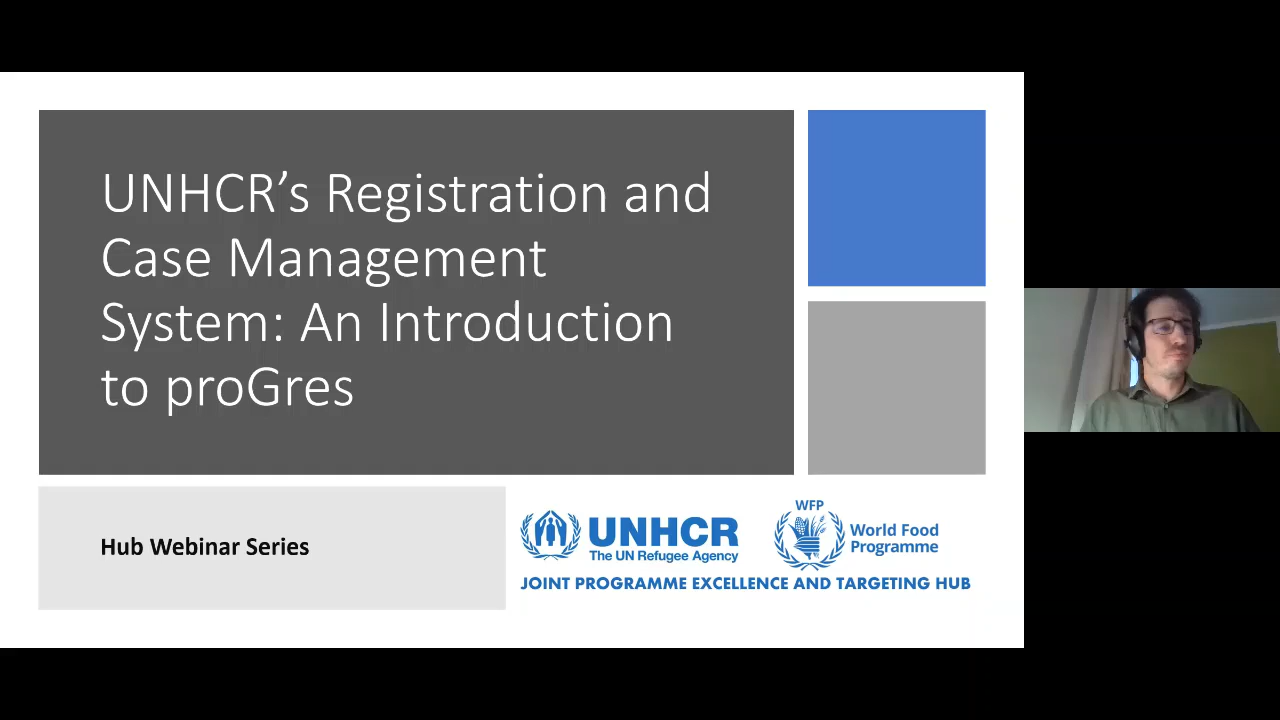 UNHCR’s Registration and
Case Management
System: An Introduction
to proGres
Hub Webinar Series
UNHCR
The UN Refugee Agency
WFP
World Food
Programme
JOINT PROGRAMME EXCELLENCE AND TARGETING HUB